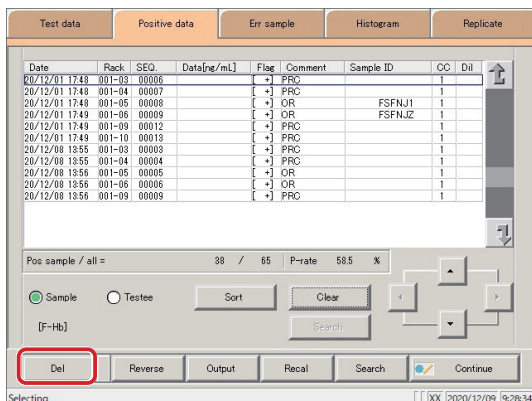 Test data Positive data Err sample Histogram Replicate
Date Rack SEQ. Data[ng/mL] Flag Comment Sample ID CC Dil
20/12/01 17:48 001-03 00006 [ +] PRC 1
20/12/01 17:48 001-04 00007 [ +] PRC 1
20/12/01 17:48 001-05 00008 [ +] OR FSFNJ1 1
20/12/01 17:49 001-06 00009 [ +] OR FSFNJZ 1
20/12/01 17:49 001-09 00012 [ +] PRC 1
20/12/01 17:49 001-10 00013 [ +] PRC 1
20/12/08 13:55 001-03 00003 [ +] PRC 1
20/12/08 13:55 001-04 00004 [ +] PRC 1
20/12/08 13:56 001-05 00005 [ +] OR 1
20/12/08 13:56 001-06 00006 [ +] OR 1
20/12/08 13:56 001-09 00009 [ +] PRC 1
Pos sample / all = 38 / 65 P-rate 58.5 %
Sample Testee Sort Clear
[F-Hb] Search
Del Reverse Output Recal Search Continue
Selecting XX 2020/12/09 9:28:34